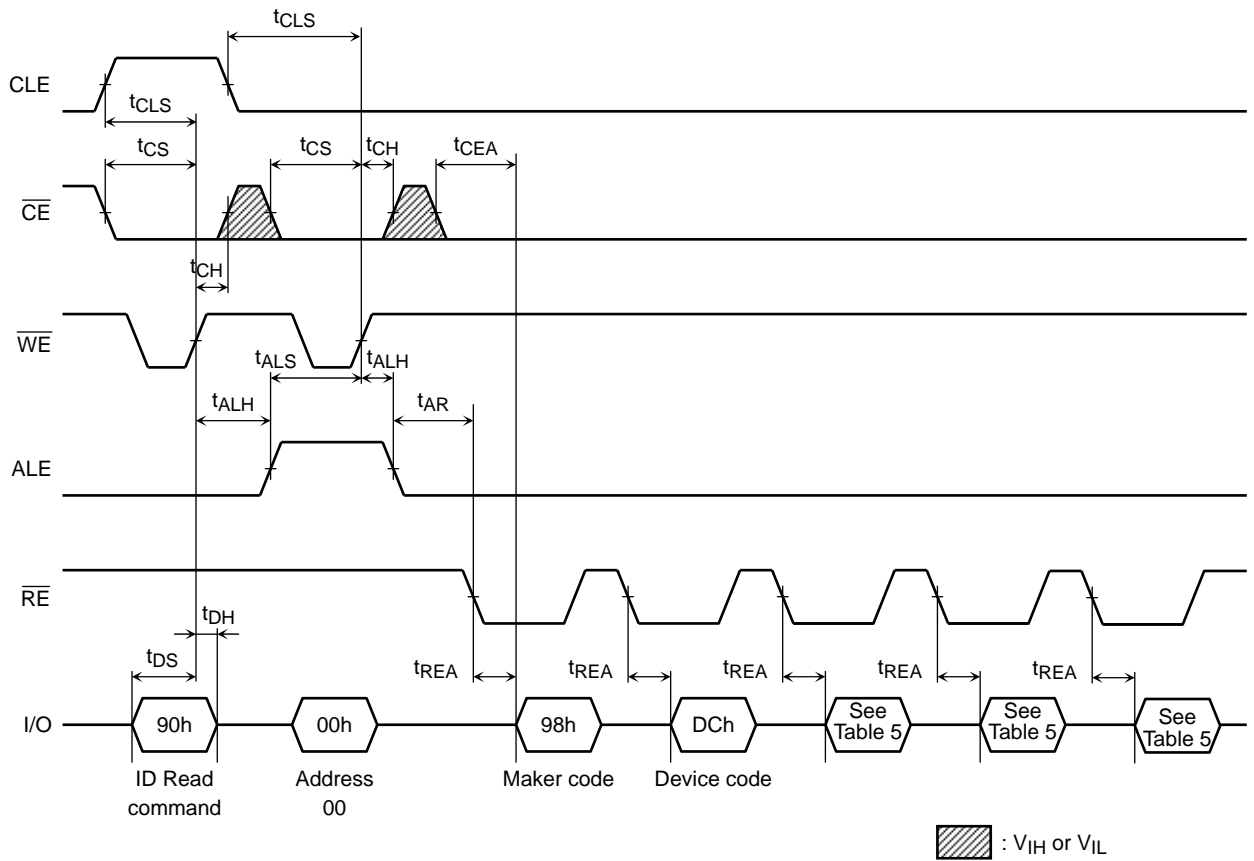 tCLS
CLE
tCLS
tCS
tCS
tCH
tCEA
CE
tCH
WE
tALS
tALH
tALH
tAR
ALE
RE
tDH
tDS
tREA
tREA
tREA
tREA
tREA
I/O
90h
00h
98h
DCh
See
Table 5
See
Table 5
See
Table 5
ID Read
command
Address
00
Maker code
Device code
: VIH or VIL